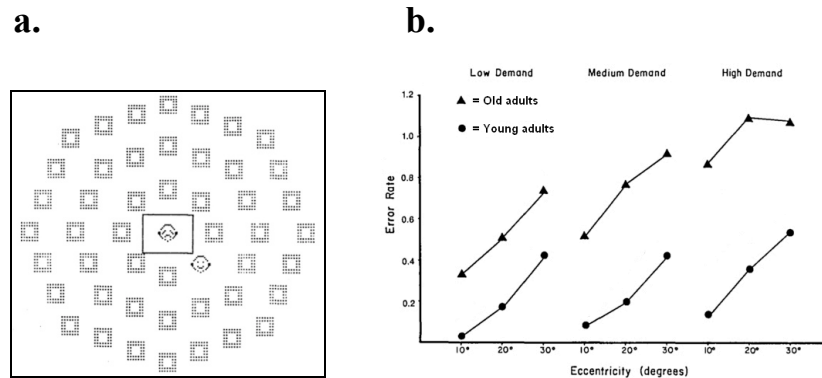 a.
b.
Low Demand Medium Demand High Demand
1.2
▲ = Old adults
1.0
● = Young adults
0.8
0.6
0.4
0.2
Error Rate
10° 20° 30° 10° 20° 30° 10° 20° 30°
Eccentricity (degrees)